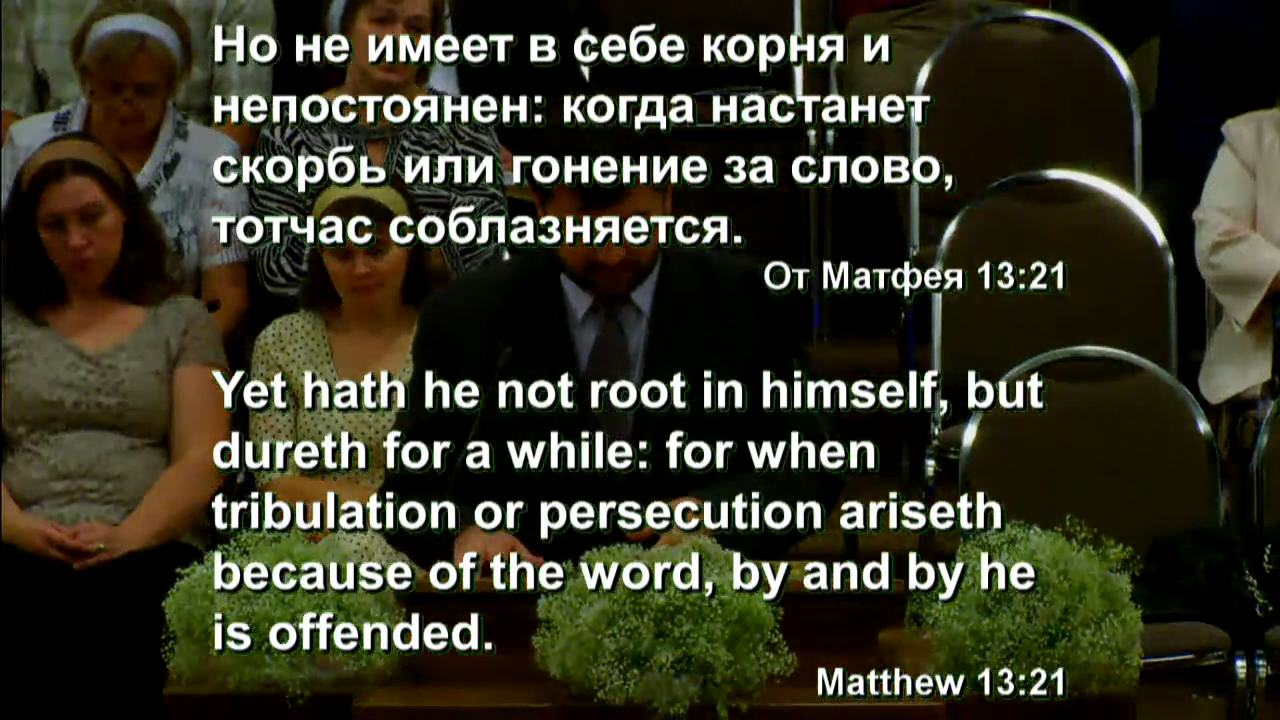 Но не имеет в себе корня и
непостоянен: когда настанет
скорбь или гонение за слово,
тотчас соблазняется.
От Матфея 13:21
Yet hath he not root in himself, but
dureth for a while: for when
tribulation or persecution ariseth
because of the word, by and by he
is offended.
Matthew 13:21